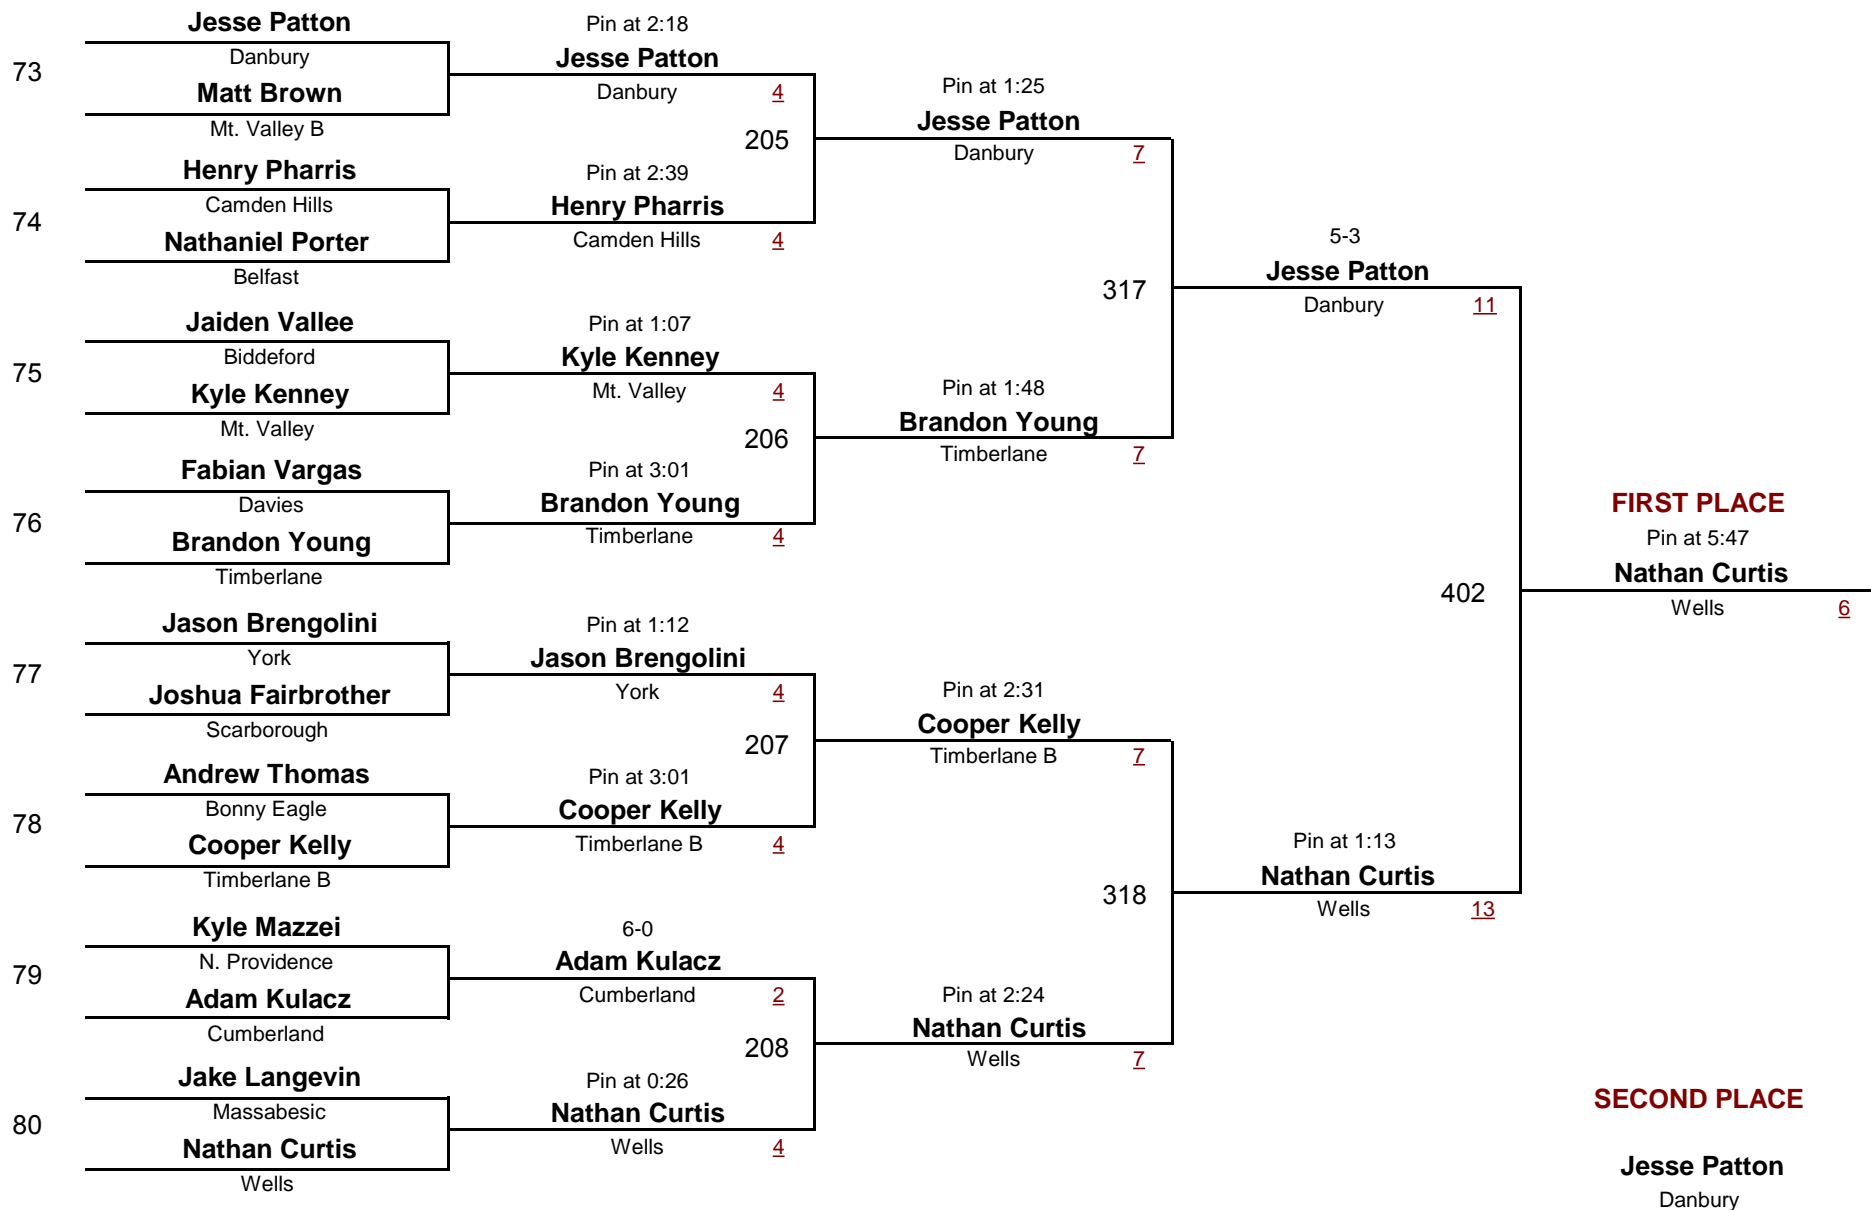 Jesse Patton
Danbury
73
Matt Brown
Mt. Valley B
Henry Pharris
Camden Hills
74
Nathaniel Porter
Belfast
Jaiden Vallee
Biddeford
75
Kyle Kenney
Mt. Valley
Fabian Vargas
Davies
76
Brandon Young
Timberlane
Jason Brengolini
York
77
Joshua Fairbrother
Scarborough
Andrew Thomas
Bonny Eagle
78
Cooper Kelly
Timberlane B
Kyle Mazzei
N. Providence
79
Adam Kulacz
Cumberland
Jake Langevin
Massabesic
80
Nathan Curtis
Wells
Pin at 2:18
Jesse Patton
Danbury 4
205
Pin at 2:39
Henry Pharris
Camden Hills 4
Pin at 1:07
Kyle Kenney
Mt. Valley 4
206
Pin at 3:01
Brandon Young
Timberlane 4
Pin at 1:12
Jason Brengolini
York 4
207
Pin at 3:01
Cooper Kelly
Timberlane B 4
6-0
Adam Kulacz
Cumberland 2
208
Pin at 0:26
Nathan Curtis
Wells 4
Pin at 1:25
Jesse Patton
Danbury 7
317
Pin at 1:48
Brandon Young
Timberlane 7
Pin at 2:31
Cooper Kelly
Timberlane B 7
318
Pin at 2:24
Nathan Curtis
Wells 7
5-3
Jesse Patton
Danbury 11
402
Pin at 1:13
Nathan Curtis
Wells 13
FIRST PLACE
Pin at 5:47
Nathan Curtis
Wells 6
SECOND PLACE
Jesse Patton
Danbury